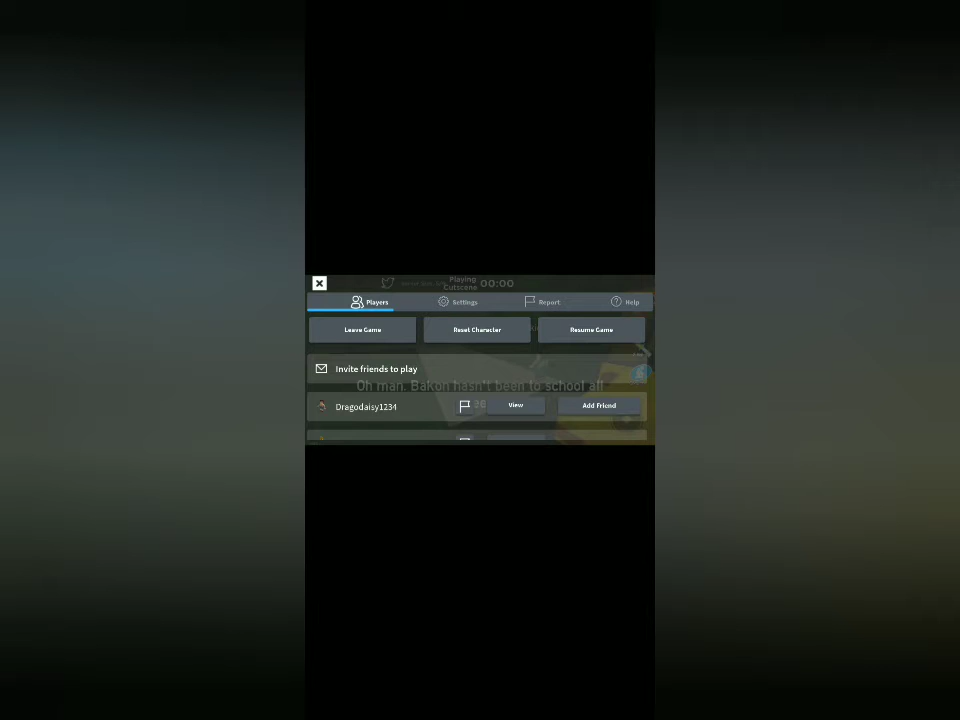 Playing
Cutscene 00:00
Players Settings Report Help
Leave Game Reset Character Resume Game
Invite friends to play
Oh man. Bakon hasn't been to school all
Dragodaisy1234 View Add Friend